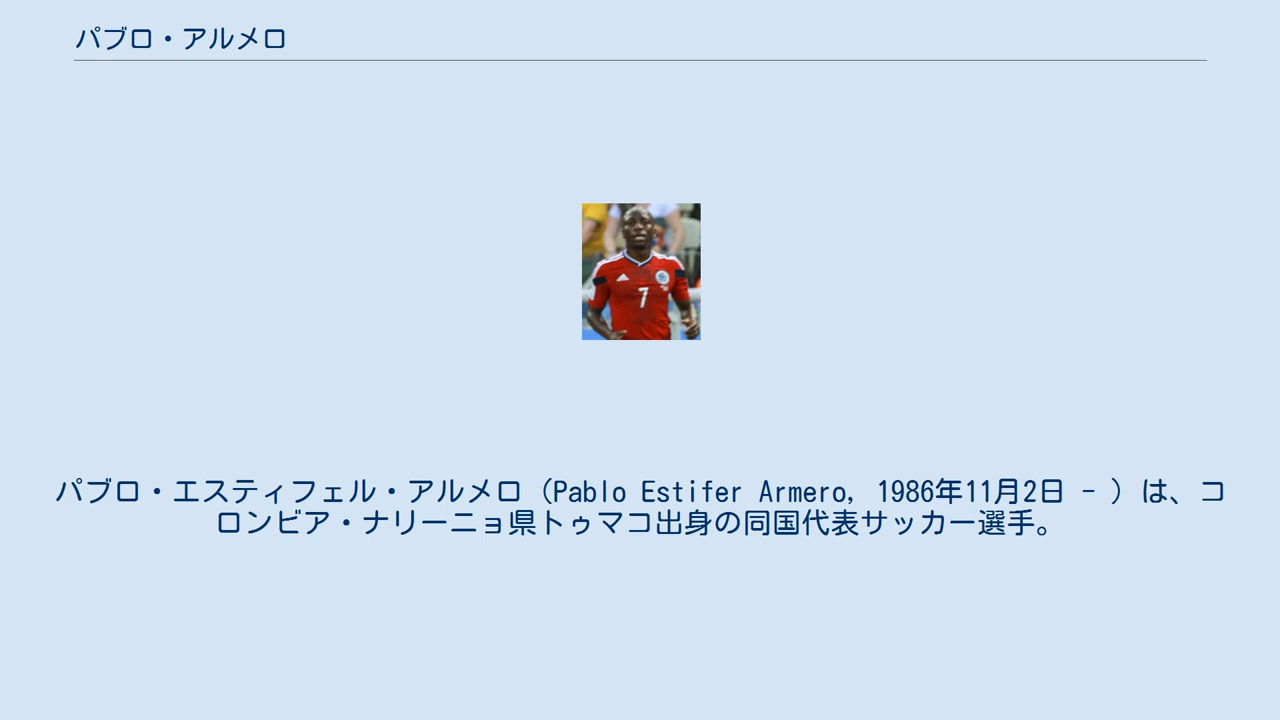 パブロ・アルメロ
7
パブロ・エスティフェル・アルメロ（Pablo Estifer Armero, 1986年11月2日 - ）は、コ
ロンビア・ナリーニョ県トゥマコ出身の同国代表サッカー選手。